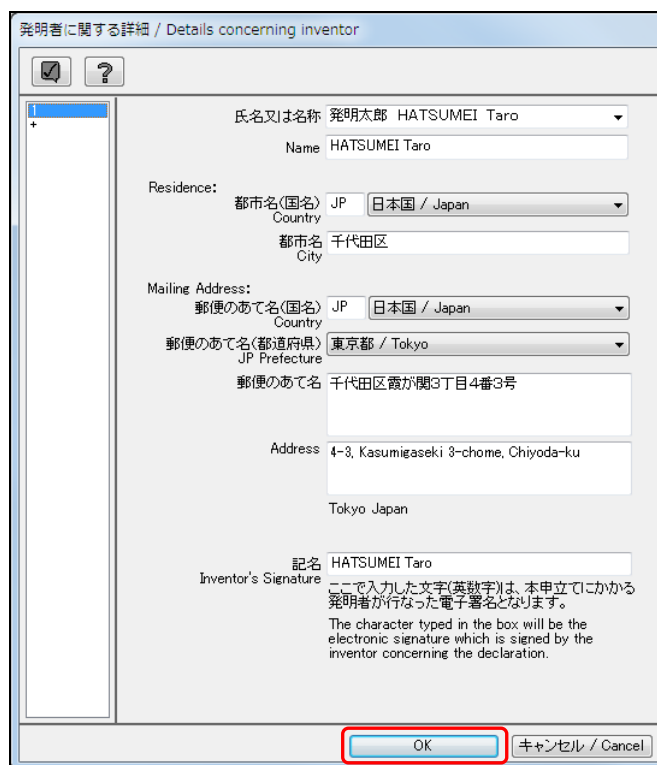 発明者に関する詳細 / Details concerning inventor
?
1
+
氏名又は名称 発明太郎 HATSUMEI Taro
Name HATSUMEI Taro
Residence:
都市名(国名) JP 日本国 / Japan
Country
都市名 千代田区
City
Mailing Address:
郵便のあて名(国名) JP 日本国 / Japan
Country
郵便のあて名(都道府県) 東京都 / Tokyo
JP Prefecture
郵便のあて名 千代田区霞が関3丁目4番3号
Address 4-3, Kasumigaseki 3-chome, Chiyoda-ku
Tokyo Japan
記名 HATSUMEI Taro
Inventor's Signature
ここで入力した文字(英数字)は、本申立てにかかる
発明者が行なった電子署名となります。
The character typed in the box will be the
electronic signature which is signed by the
inventor concerning the declaration.
OK キャンセル / Cancel